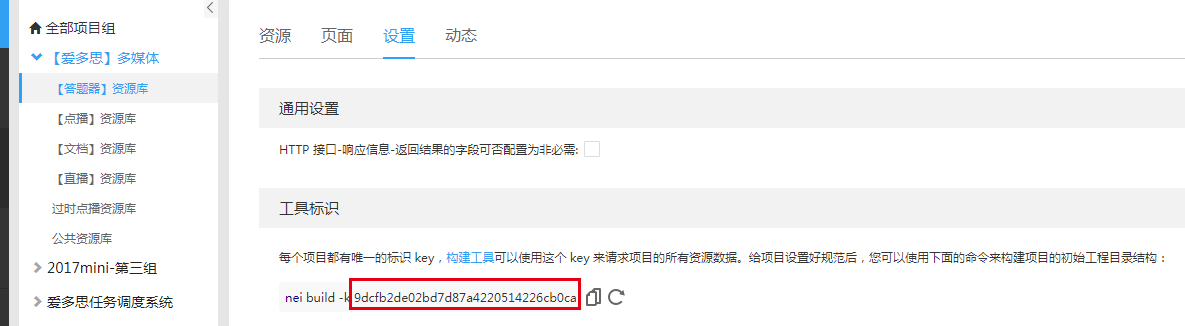 全部项目组
【爱多思】多媒体
【答题器】资源库
【点播】资源库
【文档】资源库
【直播】资源库
过时点播资源库
公共资源库
2017mini-第三组
爱多思任务调度系统
资源 页面 设置 动态
通用设置
HTTP 接口-响应信息-返回结果的字段可否配置为非必需:
工具标识
每个项目都有唯一的标识 key，构建工具可以使用这个 key 来请求项目的所有资源数据。给项目设置好规范后，您可以使用下面的命令来构建项目的初始工程目录结构：
nei build -k 9dcfb2de02bd7d87a4220514226cb0ca